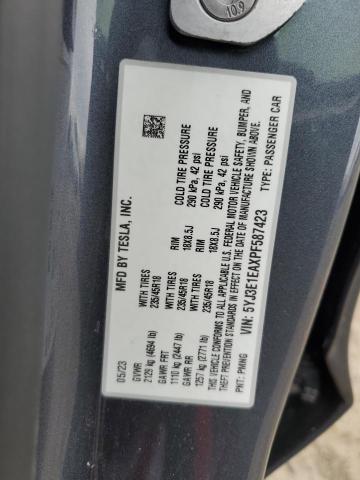 10.9
MFD BY TESLA, INC.
05/23
GVWR
2129 kg (4694 lb)
GAWR FRT
1110 kg (2447 lb)
WITH TIRES
235/45R18
RIM
18X8.5J
COLD TIRE PRESSURE
290 kPa, 42 psi
GAWR RR
1257 kg (2771 lb)
WITH TIRES
235/45R18
RIM
18X8.5J
COLD TIRE PRESSURE
290 kPa, 42 psi
THIS VEHICLE CONFORMS TO ALL APPLICABLE U.S. FEDERAL MOTOR VEHICLE SAFETY, BUMPER, AND
THEFT PREVENTION STANDARDS IN EFFECT ON THE DATE OF MANUFACTURE SHOWN ABOVE.
VIN: 5YJ3E1EAXPF587423
TYPE: PASSENGER CAR
PNT: PMNG